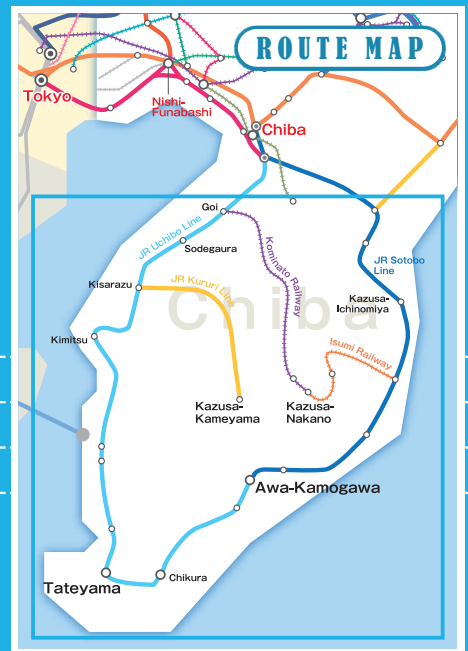 ROUTE MAP
Tokyo
Nishi-
Funabashi
Chiba
Goi
JR Uchibo Line
Sodegaura
Kominato Railway
JR Sotobo
Line
Kisarazu
JR Kururi Line
Chiba
Kazusa-
Ichinomiya
Kimitsu
Isumi Railway
Kazusa-
Kameyama
Kazusa-
Nakano
Awa-Kamogawa
Chikura
Tateyama